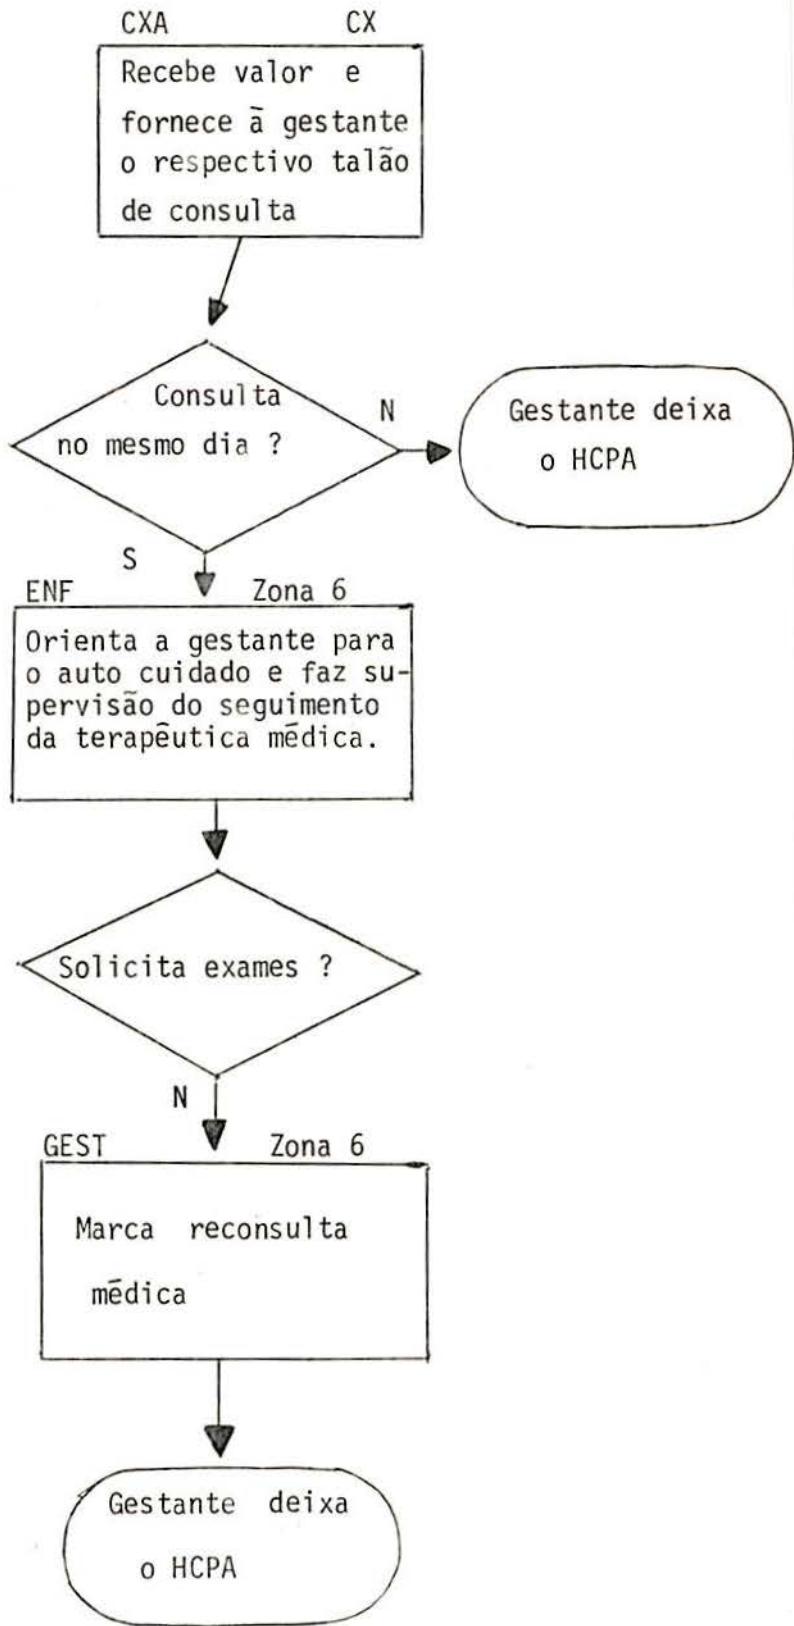 CXA CX
Recebe valor e
fornece à gestante
o respectivo talão
de consulta
Consulta
no mesmo dia ?
N
Gestante deixa
o HCPA
S
ENF Zona 6
Orienta a gestante para
o auto cuidado e faz su-
pervisão do seguimento
da terapêutica médica.
Solicita exames ?
N
GEST Zona 6
Marca reconsulta
médica
Gestante deixa
o HCPA